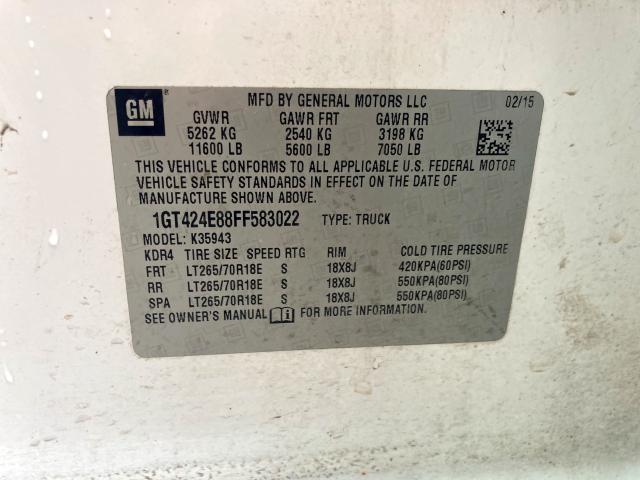 GM
MFD BY GENERAL MOTORS LLC 02/15
GVWR GAWR FRT GAWR RR
5262 KG 2540 KG 3198 KG
11600 LB 5600 LB 7050 LB
THIS VEHICLE CONFORMS TO ALL APPLICABLE U.S. FEDERAL MOTOR
VEHICLE SAFETY STANDARDS IN EFFECT ON THE DATE OF
MANUFACTURE SHOWN ABOVE.
1GT424E88FF583022 TYPE: TRUCK
MODEL: K35943
KDR4 TIRE SIZE SPEED RTG RIM COLD TIRE PRESSURE
FRT LT265/70R18E S 18X8J 420KPA(60PSI)
RR LT265/70R18E S 18X8J 550KPA(80PSI)
SPA LT265/70R18E S 18X8J 550KPA(80PSI)
SEE OWNER'S MANUAL FOR MORE INFORMATION.